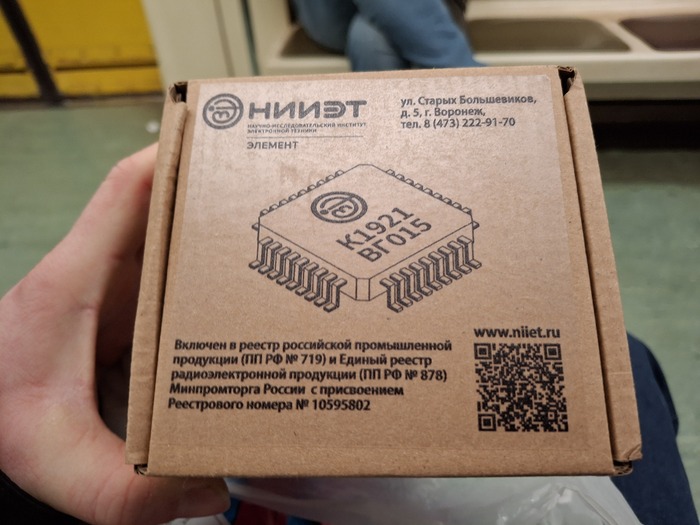 НИИЭТ
НАУЧНО-ИССЛЕДОВАТЕЛЬСКИЙ ИНСТИТУТ
ЭЛЕКТРОННОЙ ТЕХНИКИ
ЭЛЕМЕНТ
ул. Старых Большевиков,
д. 5, г. Воронеж,
тел. 8 (473) 222-91-70
К1921
ВГ015
Включен в реестр российской промышленной
продукции (ПП РФ № 719) и Единый реестр
радиоэлектронной продукции (ПП РФ № 878)
Минпромторга России с присвоением
Реестрового номера № 10595802
www.niiet.ru